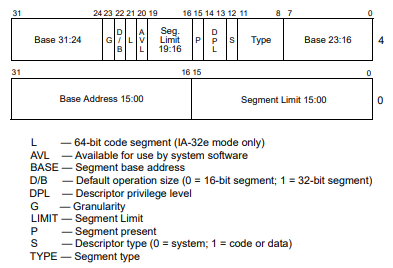 31 24 23 22 21 20 19 16 15 14 13 12 11 8 7 0
Base 31:24 G D/B L AVL Seg. Limit 19:16 P DPL S Type Base 23:16 4
31 16 15 0
Base Address 15:00 Segment Limit 15:00 0
L — 64-bit code segment (IA-32e mode only)
AVL — Available for use by system software
BASE — Segment base address
D/B — Default operation size (0 = 16-bit segment; 1 = 32-bit segment)
DPL — Descriptor privilege level
G — Granularity
LIMIT — Segment Limit
P — Segment present
S — Descriptor type (0 = system; 1 = code or data)
TYPE — Segment type